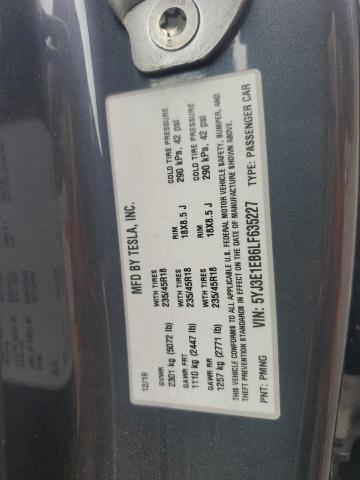 MFD BY TESLA, INC.
12/19
GVWR
2301 kg (5072 lb)
GAWR FRT
1110 kg (2447 lb)
WITH TIRES
235/45R18
RIM
18X8.5 J
COLD TIRE PRESSURE
290 kPa, 42 psi
GAWR RR
1257 kg (2771 lb)
WITH TIRES
235/45R18
RIM
18X8.5 J
COLD TIRE PRESSURE
290 kPa, 42 psi
THIS VEHICLE CONFORMS TO ALL APPLICABLE U.S. FEDERAL MOTOR VEHICLE SAFETY, BUMPER, AND
THEFT PREVENTION STANDARDS IN EFFECT ON THE DATE OF MANUFACTURE SHOWN ABOVE.
VIN: 5YJ3E1EB6LF635227
TYPE: PASSENGER CAR
PNT: PMNG